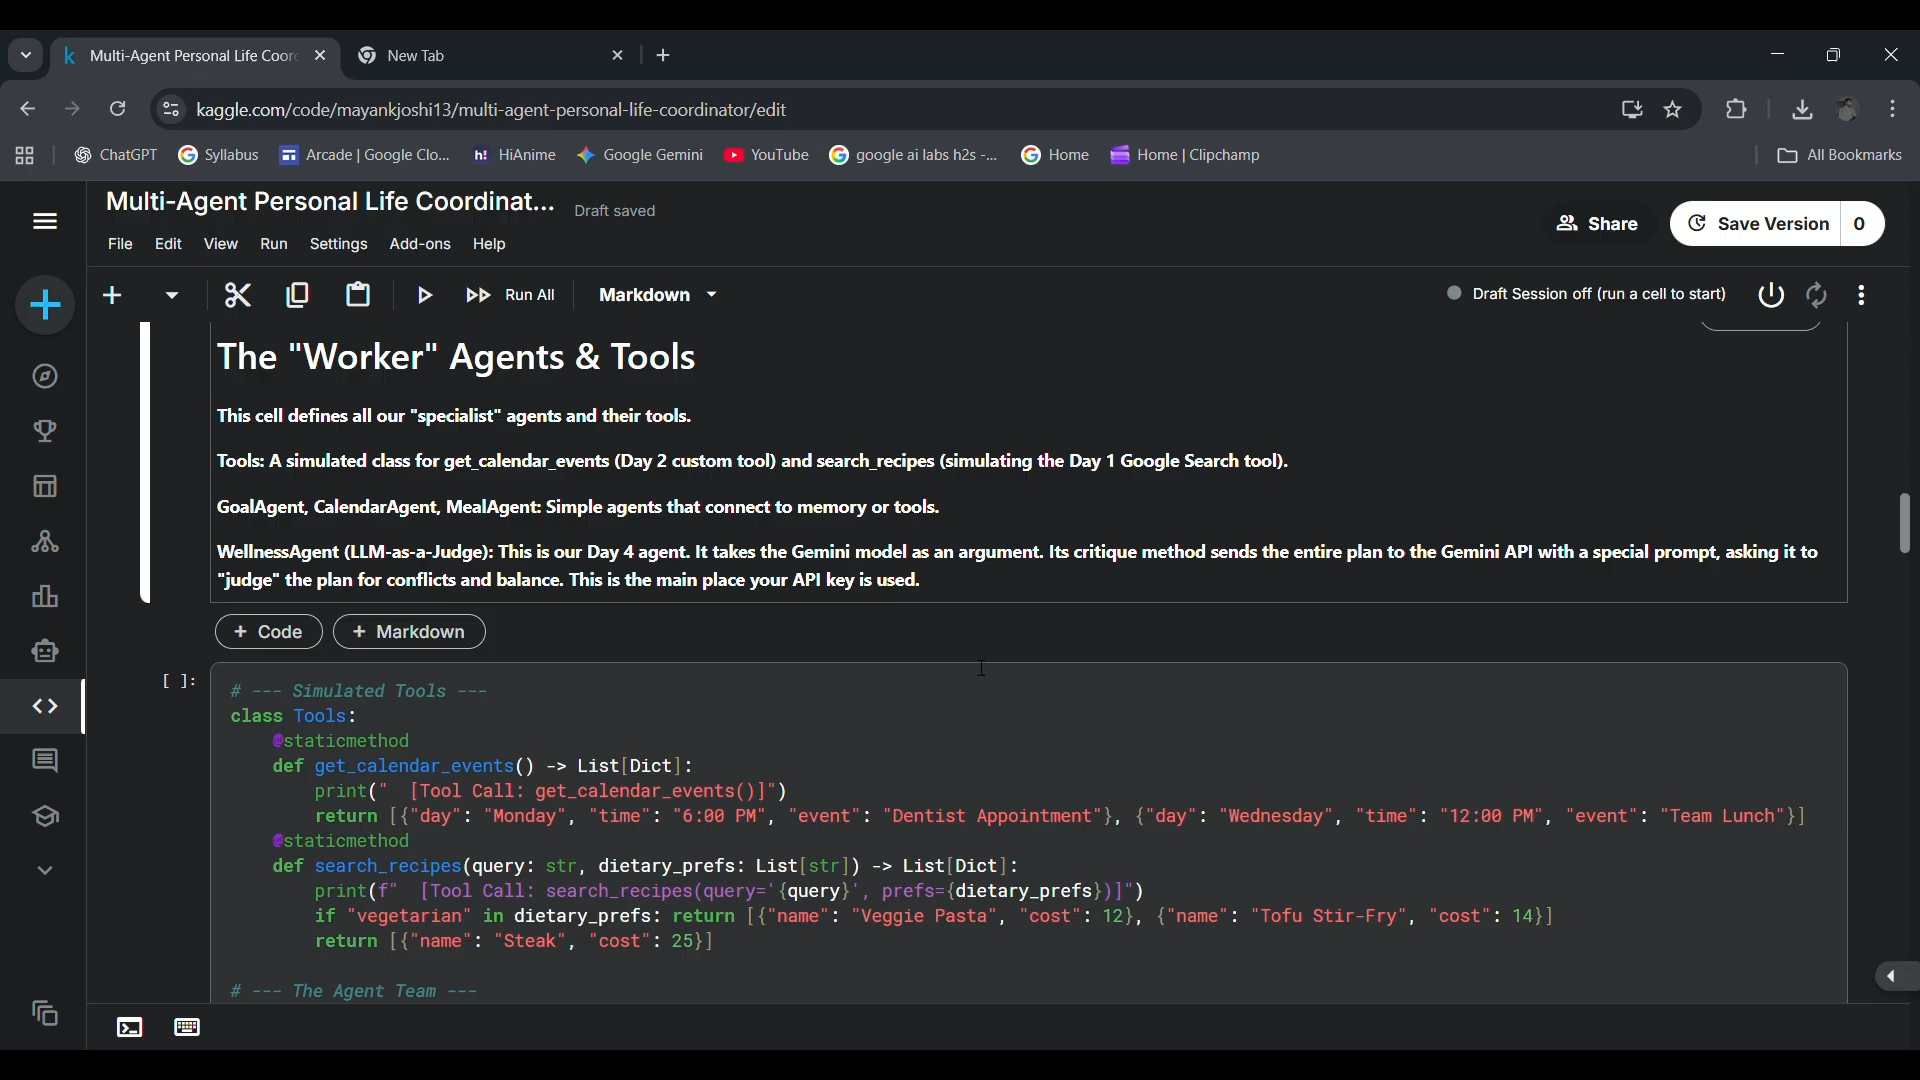 Multi-Agent Personal Life Coor
New Tab
kaggle.com/code/mayankjoshi13/multi-agent-personal-life-coordinator/edit
ChatGPT
Syllabus
Arcade | Google Clo...
HiAnime
Google Gemini
YouTube
google ai labs h2s -...
Home
Home | Clipchamp
All Bookmarks
Multi-Agent Personal Life Coordinat...
Draft saved
Share
Save Version
0
File
Edit
View
Run
Settings
Add-ons
Help
Run All
Markdown
Draft Session off (run a cell to start)
The "Worker" Agents & Tools
This cell defines all our "specialist" agents and their tools.
Tools: A simulated class for get_calendar_events (Day 2 custom tool) and search_recipes (simulating the Day 1 Google Search tool).
GoalAgent, CalendarAgent, MealAgent: Simple agents that connect to memory or tools.
WellnessAgent (LLM-as-a-Judge): This is our Day 4 agent. It takes the Gemini model as an argument. Its critique method sends the entire plan to the Gemini API with a special prompt, asking it to
"judge" the plan for conflicts and balance. This is the main place your API key is used.
+ Code
+ Markdown
[ ]:
# --- Simulated Tools ---
class Tools:
@staticmethod
def get_calendar_events() -> List[Dict]:
print("  [Tool Call: get_calendar_events()]")
return [{"day": "Monday", "time": "6:00 PM", "event": "Dentist Appointment"}, {"day": "Wednesday", "time": "12:00 PM", "event": "Team Lunch"}]
@staticmethod
def search_recipes(query: str, dietary_prefs: List[str]) -> List[Dict]:
print(f"  [Tool Call: search_recipes(query='{query}', prefs={dietary_prefs})]")
if "vegetarian" in dietary_prefs: return [{"name": "Veggie Pasta", "cost": 12}, {"name": "Tofu Stir-Fry", "cost": 14}]
return [{"name": "Steak", "cost": 25}]
# --- The Agent Team ---